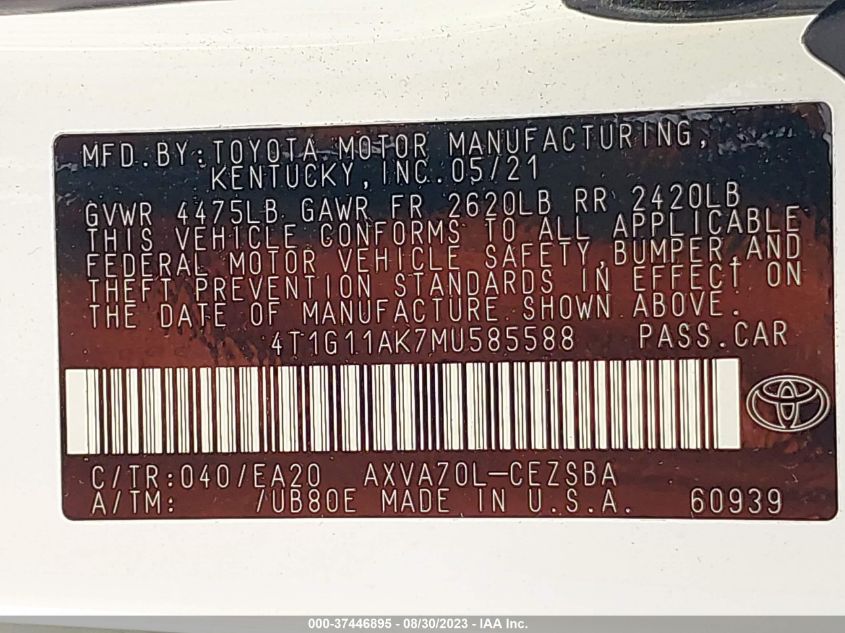 MFD.BY:TOYOTA MOTOR MANUFACTURING,
KENTUCKY, INC. 05/21
GVWR 4475LB GAWR FR 2620LB RR 2420LB
THIS VEHICLE CONFORMS TO ALL APPLICABLE
FEDERAL MOTOR VEHICLE SAFETY, BUMPER, AND
THEFT PREVENTION STANDARDS IN EFFECT ON
THE DATE OF MANUFACTURE SHOWN ABOVE.
4T1G11AK7MU585588 PASS.CAR
C/TR:040/EA20 AXVA70L-CEZSBA
A/TM: /UB80E MADE IN U.S.A. 60939
000-37446895 - 08/30/2023 - IAA Inc.